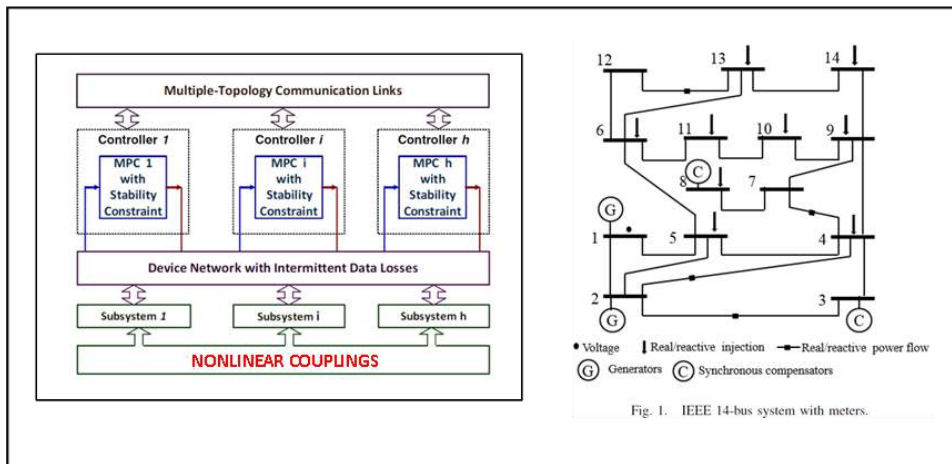 Multiple-Topology Communication Links
Controller 1
Controller i
Controller h
MPC 1
with
Stability
Constraint
MPC i
with
Stability
Constraint
MPC h
with
Stability
Constraint
Device Network with Intermittent Data Losses
Subsystem 1
Subsystem i
Subsystem h
NONLINEAR COUPLINGS
12
13
14
6
11
10
9
C
8
7
G
1
5
4
2
3
G
C
Voltage
Real/reactive injection
Real/reactive power flow
G Generators
C Synchronous compensators
Fig. 1. IEEE 14-bus system with meters.